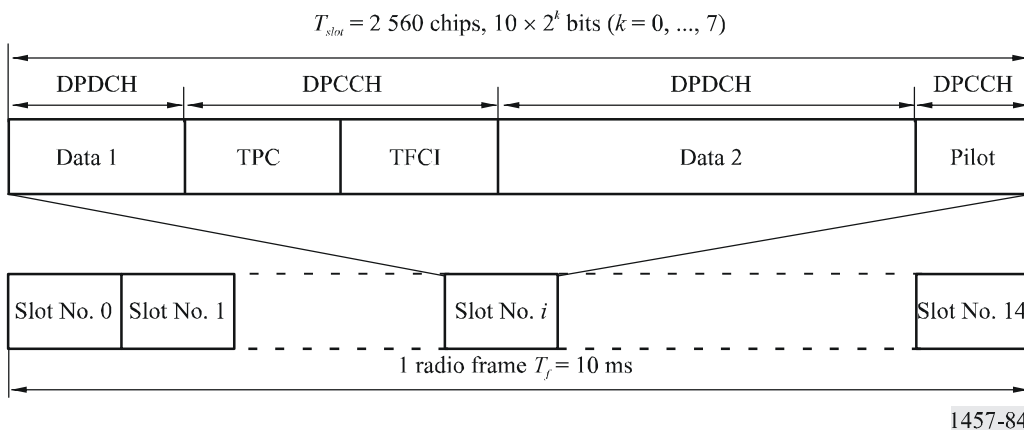 T_slot = 2 560 chips, 10 × 2^k bits (k = 0, ..., 7)
DPDCH DPCCH DPDCH DPCCH
Data 1 TPC TFCI Data 2 Pilot
Slot No. 0 Slot No. 1 Slot No. i Slot No. 14
1 radio frame T_f = 10 ms
1457-84